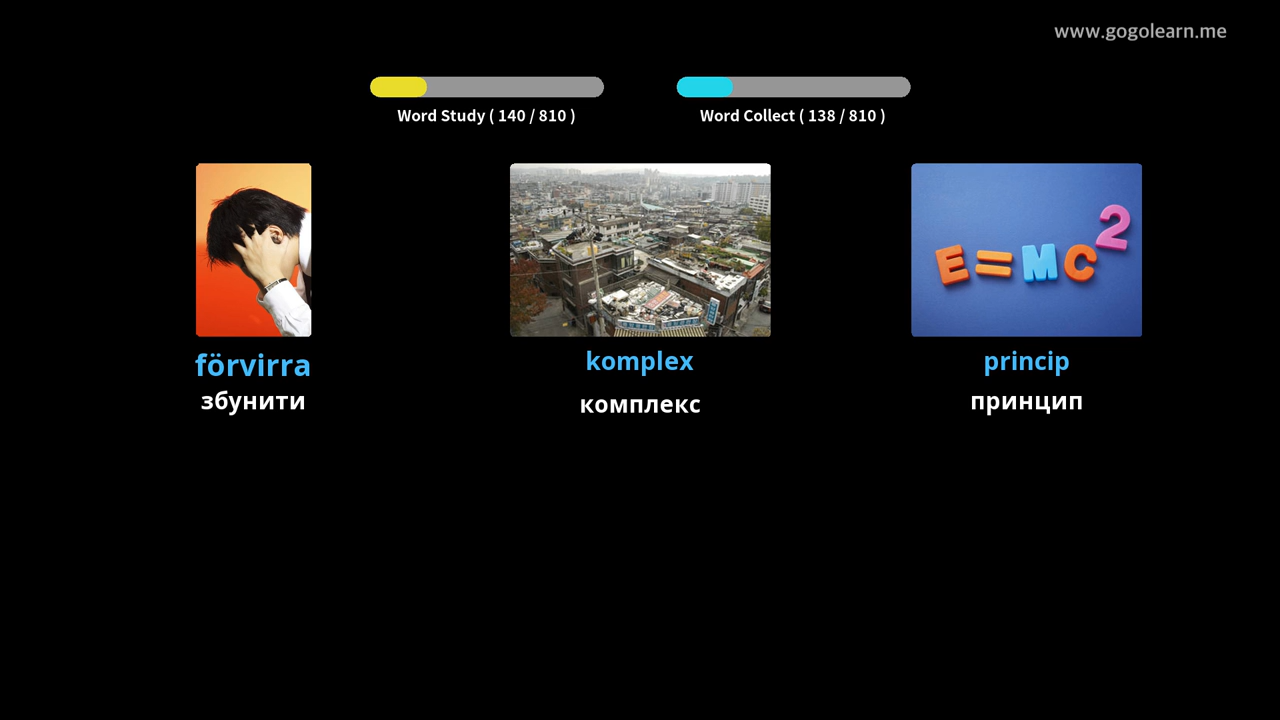 www.gogolearn.me
Word Study ( 140 / 810 )
Word Collect ( 138 / 810 )
E=MC2
förvirra
komplex
princip
збунити
комплекс
принцип